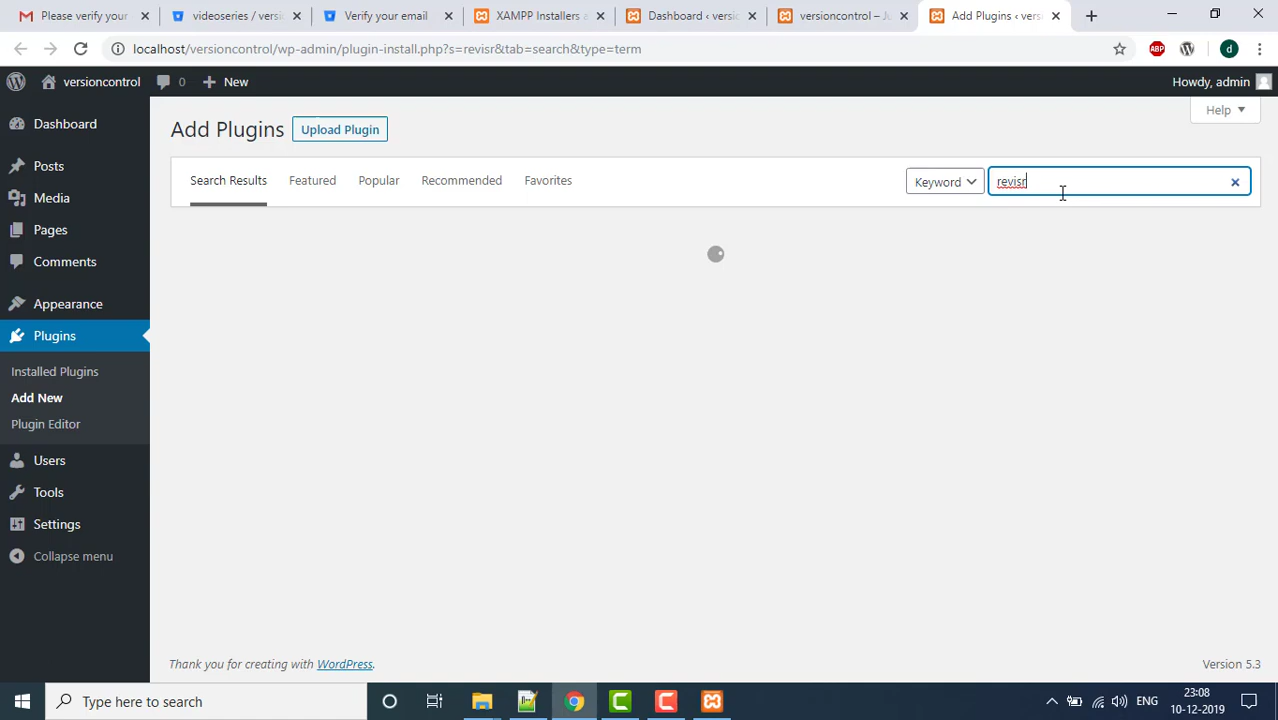 Please verify your
videoseries / versi
Verify your email
XAMPP Installers a
Dashboard ‹ versic
versioncontrol – Ju
Add Plugins ‹ versi
localhost/versioncontrol/wp-admin/plugin-install.php?s=revisr&tab=search&type=term
ABP
d
versioncontrol
0
New
Howdy, admin
Help
Dashboard
Posts
Media
Pages
Comments
Appearance
Plugins
Installed Plugins
Add New
Plugin Editor
Users
Tools
Settings
Collapse menu
Add Plugins
Upload Plugin
Search Results
Featured
Popular
Recommended
Favorites
Keyword
revisr
Thank you for creating with WordPress.
Version 5.3
Type here to search
ENG
23:08
10-12-2019